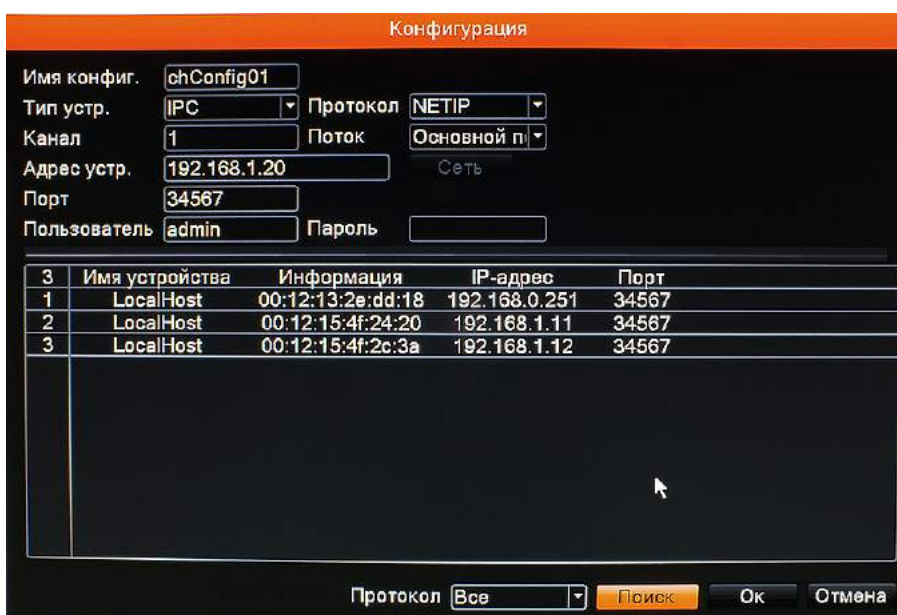 Конфигурация
Имя конфиг. chConfig01
Тип устр. IPC Протокол NETIP
Канал 1 Поток Основной п
Адрес устр. 192.168.1.20 Сеть
Порт 34567
Пользователь admin Пароль
3 Имя устройства Информация IP-адрес Порт
1 LocalHost 00:12:13:2e:dd:18 192.168.0.251 34567
2 LocalHost 00:12:15:4f:24:20 192.168.1.11 34567
3 LocalHost 00:12:15:4f:2c:3a 192.168.1.12 34567
Протокол Все Поиск Ок Отмена